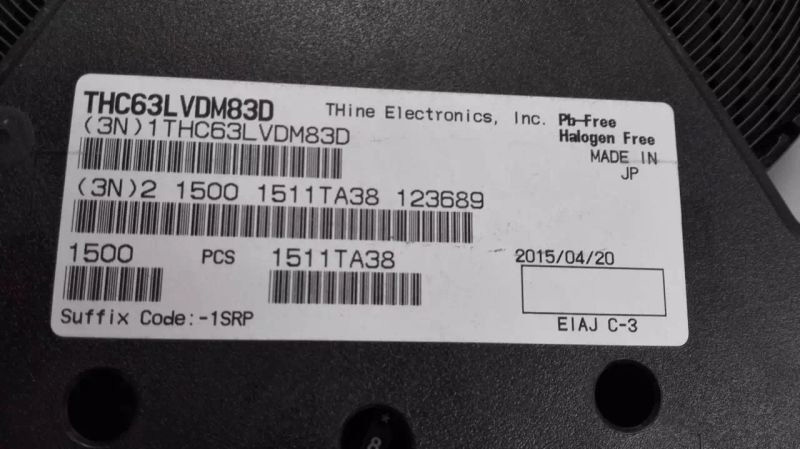 THC63LVDM83D
THine Electronics, Inc.
Pb-Free
Halogen Free
(3N)1THC63LVDM83D
MADE IN
JP
(3N)2 1500 1511TA38 123689
1500 PCS 1511TA38
2015/04/20
Suffix Code:-1SRP
EIAJ C-3
8